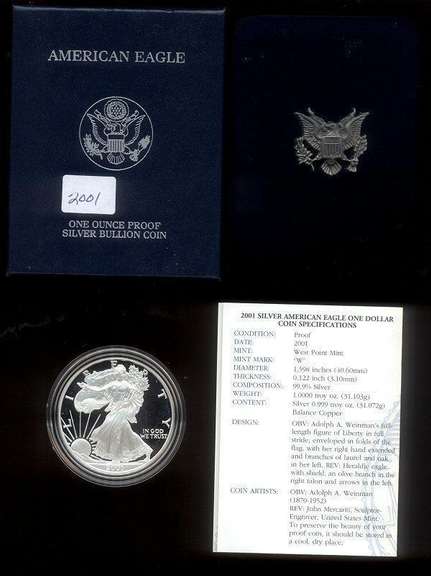 AMERICAN EAGLE
2001
ONE OUNCE PROOF
SILVER BULLION COIN
LIBERTY
IN GOD
WE TRUST
2001
2001 SILVER AMERICAN EAGLE ONE DOLLAR
COIN SPECIFICATIONS
CONDITION: Proof
DATE: 2001
MINT: West Point Mint
MINT MARK: "W"
DIAMETER: 1.598 inches (40.60mm)
THICKNESS: 0.122 inch (3.10mm)
COMPOSITION: 99.9% Silver
WEIGHT: 1.0000 troy oz. (31.103g)
CONTENT: Silver 0.999 troy oz. (31.072g)
Balance Copper
DESIGN: OBV: Adolph A. Weinman's full-
length figure of Liberty in full
stride, enveloped in folds of the
flag, with her right hand extended
and branches of laurel and oak
in her left. REV: Heraldic eagle
with shield, an olive branch in the
right talon and arrows in the left.
COIN ARTISTS: OBV: Adolph A. Weinman
(1870-1952)
REV: John Mercanti, Sculptor-
Engraver, United States Mint.
To preserve the beauty of your
proof coin, it should be stored in
a cool, dry place.